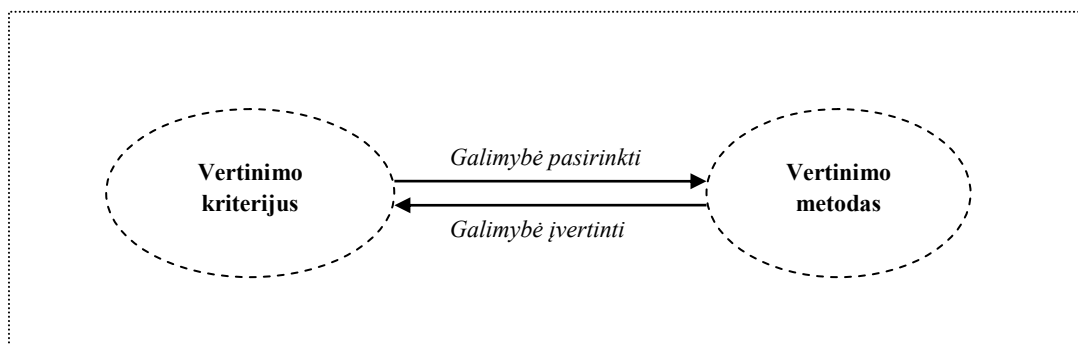 Vertinimo
kriterijus
Galimybė pasirinkti
Galimybė įvertinti
Vertinimo
metodas